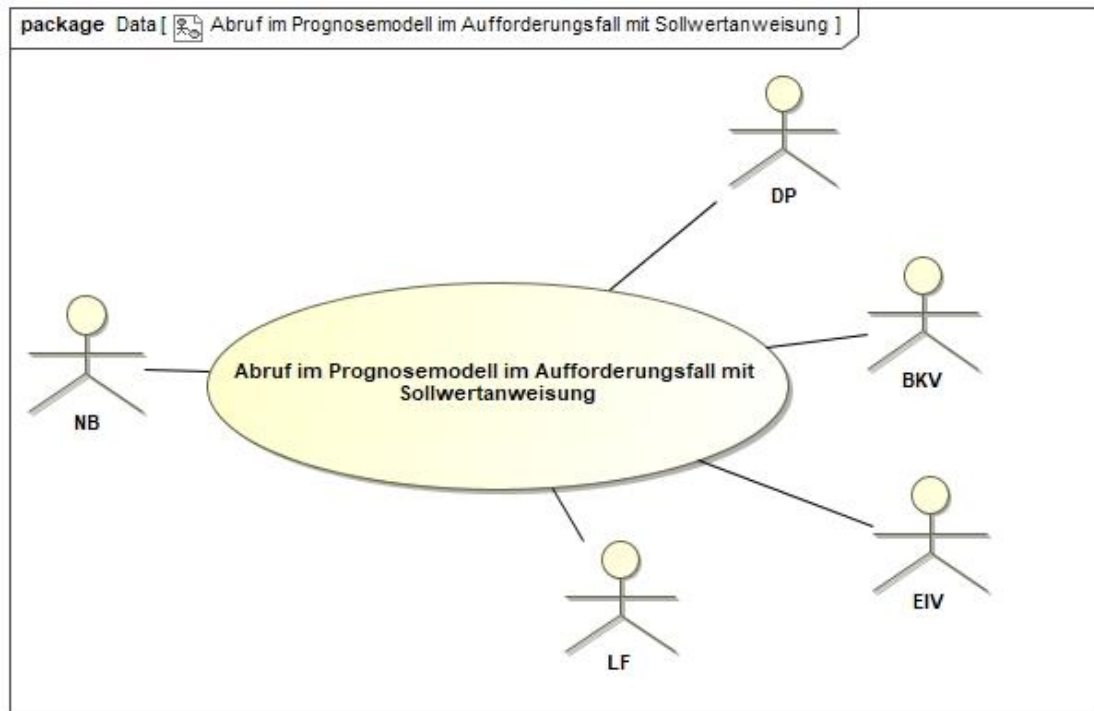 package Data [ Abruf im Prognosemodell im Aufforderungsfall mit Sollwertanweisung ]
DP
BKV
NB
Abruf im Prognosemodell im Aufforderungsfall mit
Sollwertanweisung
EIV
LF